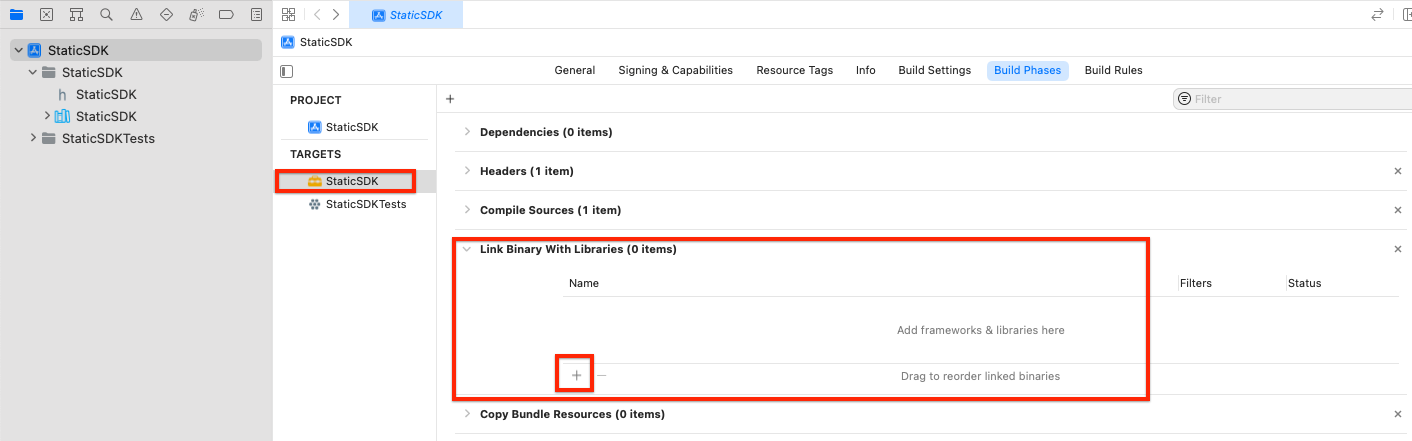 StaticSDK
StaticSDK
StaticSDK
h StaticSDK
StaticSDK
StaticSDKTests
StaticSDK
General Signing & Capabilities Resource Tags Info Build Settings Build Phases Build Rules
PROJECT
StaticSDK
TARGETS
StaticSDK
StaticSDKTests
+ Filter
Dependencies (0 items)
Headers (1 item)
Compile Sources (1 item)
Link Binary With Libraries (0 items)
Name Filters Status
Add frameworks & libraries here
+ – Drag to reorder linked binaries
Copy Bundle Resources (0 items)